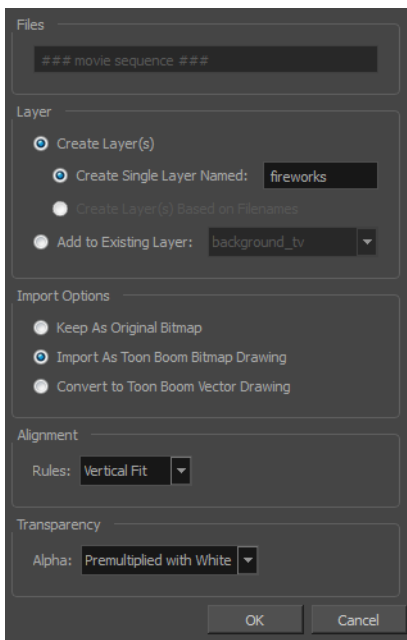 Files
### movie sequence ###
Layer
Create Layer(s)
Create Single Layer Named: fireworks
Create Layer(s) Based on Filenames
Add to Existing Layer: background_tv
Import Options
Keep As Original Bitmap
Import As Toon Boom Bitmap Drawing
Convert to Toon Boom Vector Drawing
Alignment
Rules: Vertical Fit
Transparency
Alpha: Premultiplied with White
OK Cancel